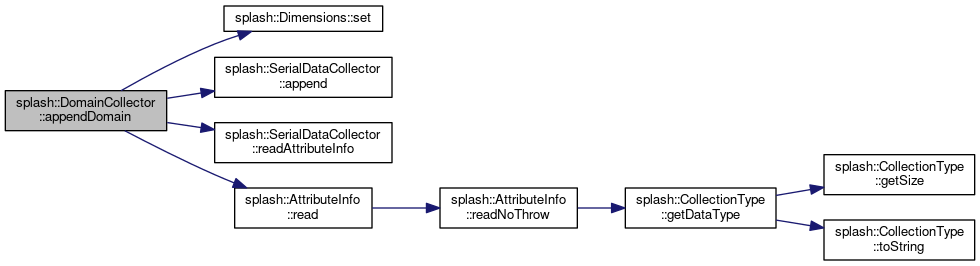 splash::Dimensions::set
splash::SerialDataCollector
::append
splash::DomainCollector
::appendDomain
splash::SerialDataCollector
::readAttributeInfo
splash::AttributeInfo
::read
splash::AttributeInfo
::readNoThrow
splash::CollectionType
::getDataType
splash::CollectionType
::getSize
splash::CollectionType
::toString